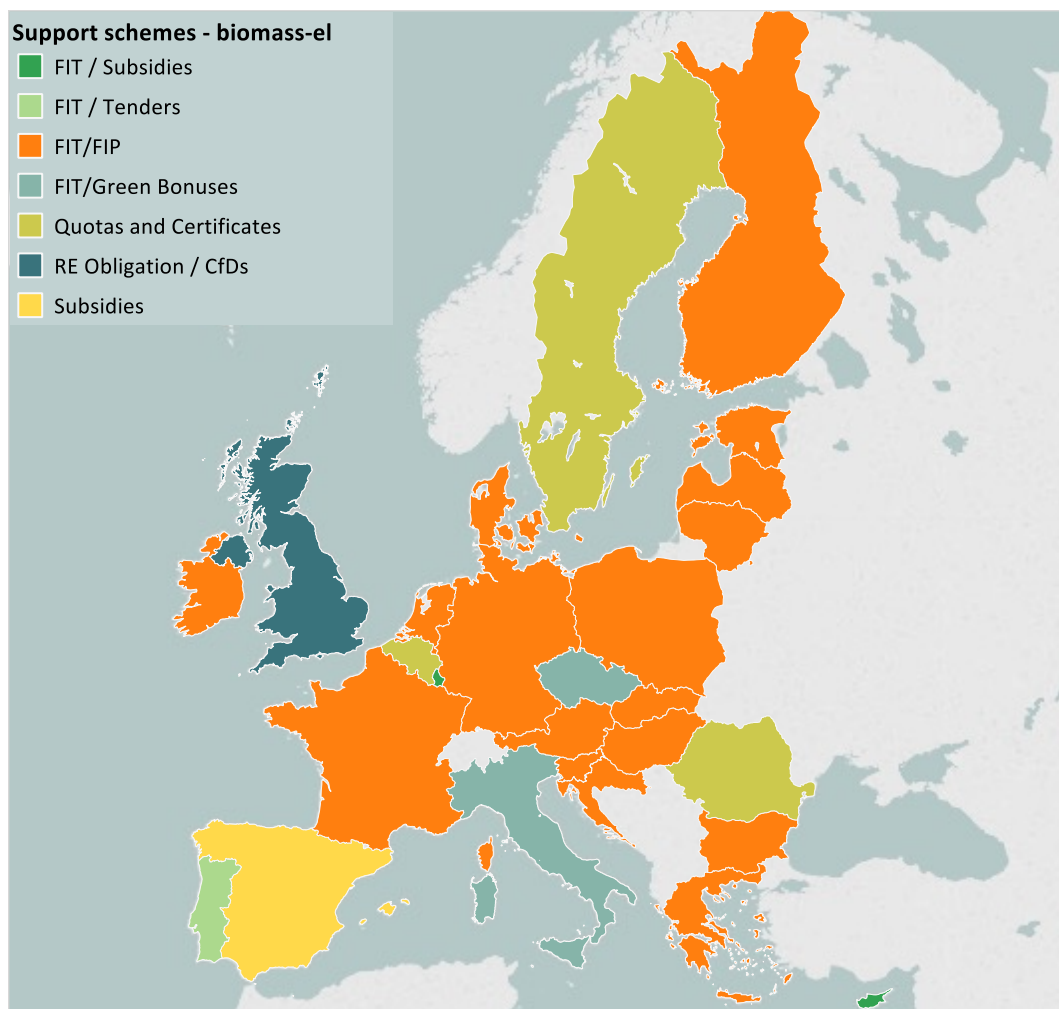 Support schemes - biomass-el
FIT / Subsidies
FIT / Tenders
FIT/FIP
FIT/Green Bonuses
Quotas and Certificates
RE Obligation / CfDs
Subsidies